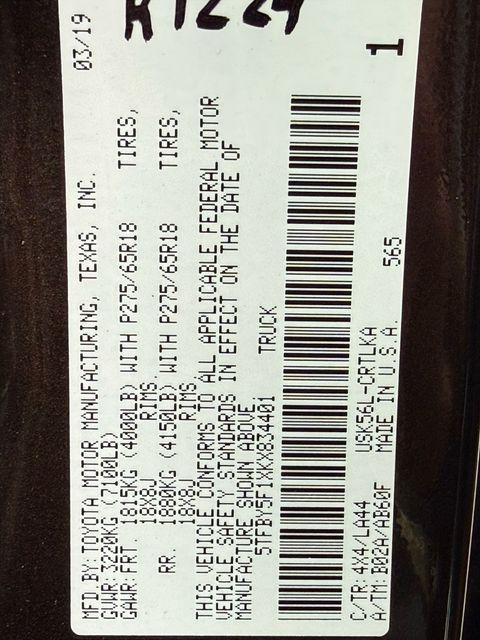 K1224
MFD.BY:TOYOTA MOTOR MANUFACTURING, TEXAS, INC. 03/19
GVWR: 3220KG (7100LB)
GAWR: FRT. 1815KG (4000LB) WITH P275/65R18 TIRES,
18X8J RIMS.
RR. 1880KG (4150LB) WITH P275/65R18 TIRES,
18X8J RIMS.
THIS VEHICLE CONFORMS TO ALL APPLICABLE FEDERAL MOTOR
VEHICLE SAFETY STANDARDS IN EFFECT ON THE DATE OF
MANUFACTURE SHOWN ABOVE
5TFBY5F1XKX834401 TRUCK
1
C/TR: 4X4/LA44 USK56L-CRTLKA 565
A/TM: B02A/AB60F MADE IN U.S.A.